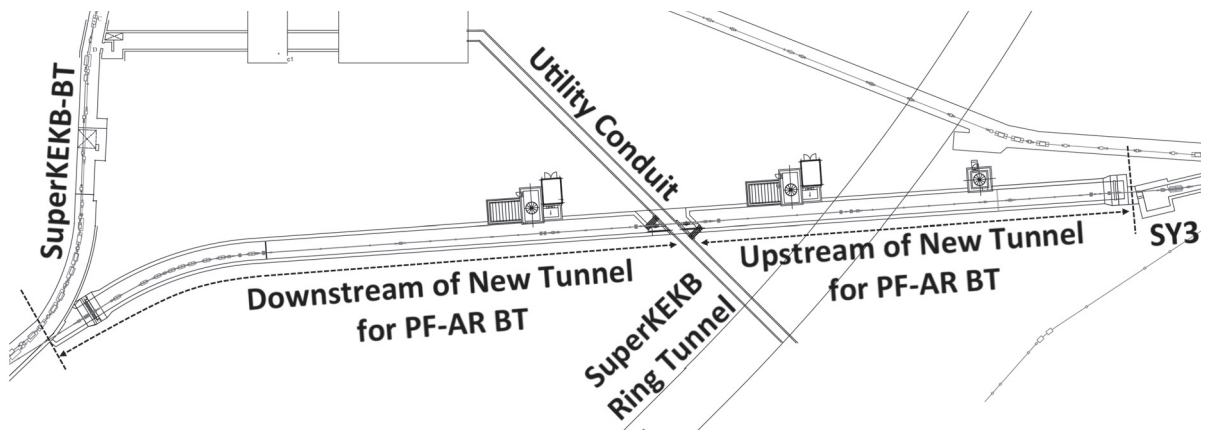 SuperKEKB-BT
Utility Conduit
c1
Downstream of New Tunnel
for PF-AR BT
SuperKEKB
Ring Tunnel
Upstream of New Tunnel
for PF-AR BT
SY3